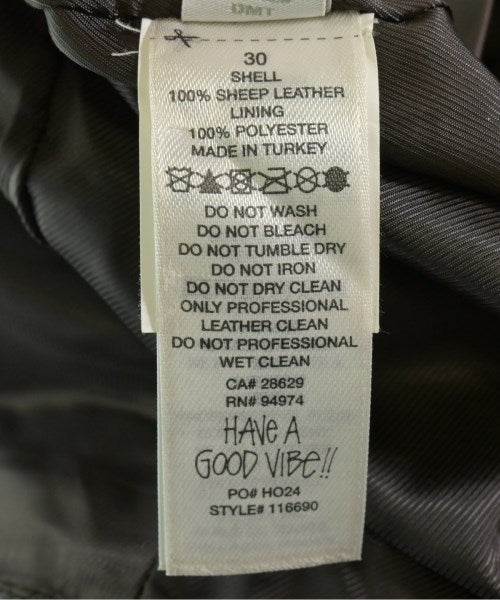 DMT
30
SHELL
100% SHEEP LEATHER
LINING
100% POLYESTER
MADE IN TURKEY
DO NOT WASH
DO NOT BLEACH
DO NOT TUMBLE DRY
DO NOT IRON
DO NOT DRY CLEAN
ONLY PROFESSIONAL
LEATHER CLEAN
DO NOT PROFESSIONAL
WET CLEAN
CA# 28629
RN# 94974
HAVE A
GOOD VIBE!!
PO# HO24
STYLE# 116690